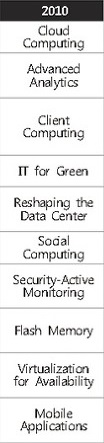 2010
Cloud
Computing
Advanced
Analytics
Client
Computing
IT for Green
Reshaping the
Data Center
Social
Computing
Security-Active
Monitoring
Flash Memory
Virtualization
for Availability
Mobile
Applications